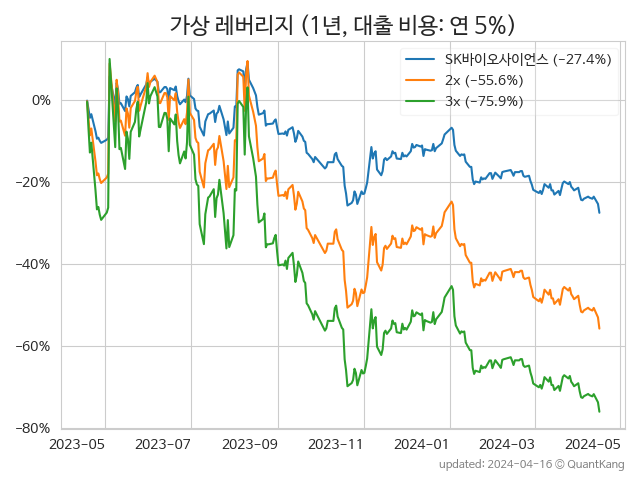 가상 레버리지 (1년, 대출 비용: 연 5%)
SK바이오사이언스 (−27.4%)
2x (−55.6%)
3x (−75.9%)
0%
−20%
−40%
−60%
−80%
2023-05 2023-07 2023-09 2023-11 2024-01 2024-03 2024-05
updated: 2024-04-16 © QuantKang